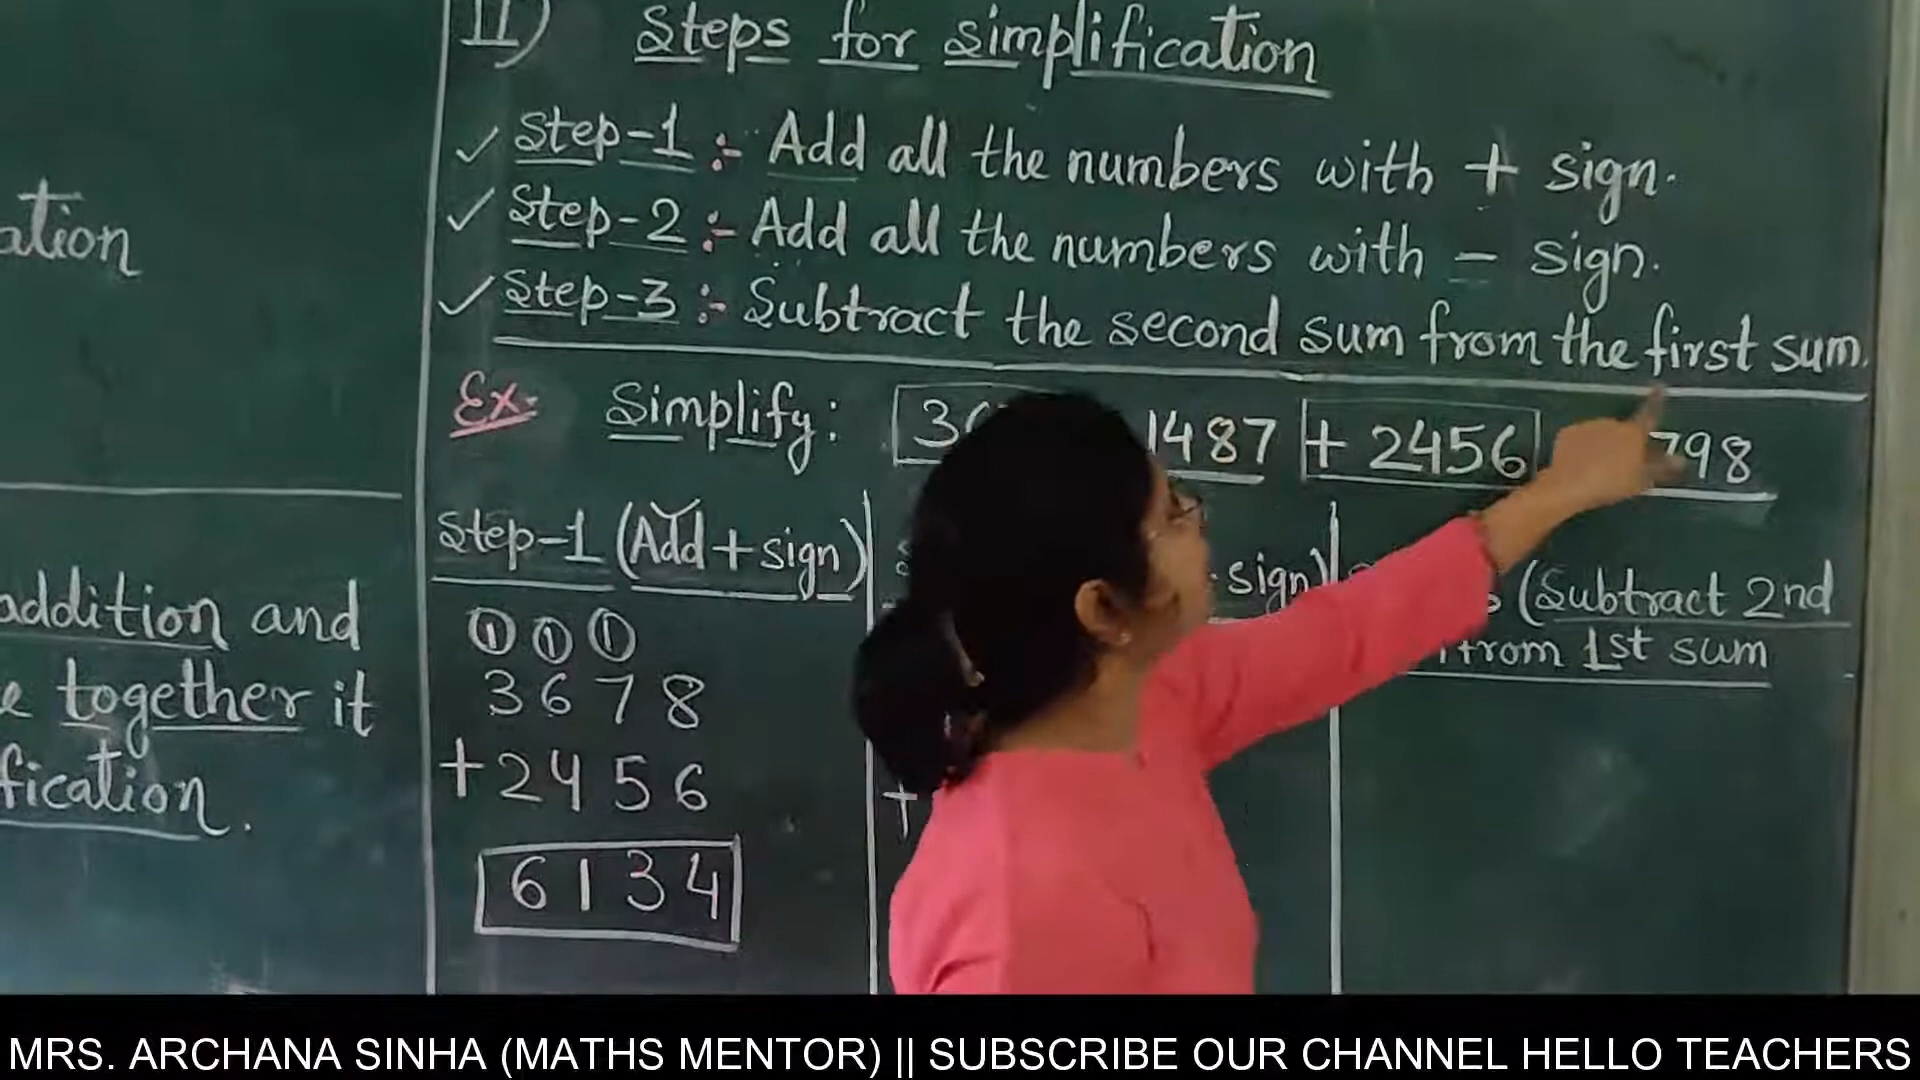 II) Steps for simplification
Step-1 :- Add all the numbers with + sign.
Step-2 :- Add all the numbers with - sign.
Step-3 :- Subtract the second sum from the first sum.
Ex. Simplify: 1487 + 2456 798
ation
addition and
together it
fication.
Step-1 (Add + sign)
1 1 1
3678
+2456
6134
sign)
+
(Subtract 2nd
from 1st sum
MRS. ARCHANA SINHA (MATHS MENTOR) || SUBSCRIBE OUR CHANNEL HELLO TEACHERS